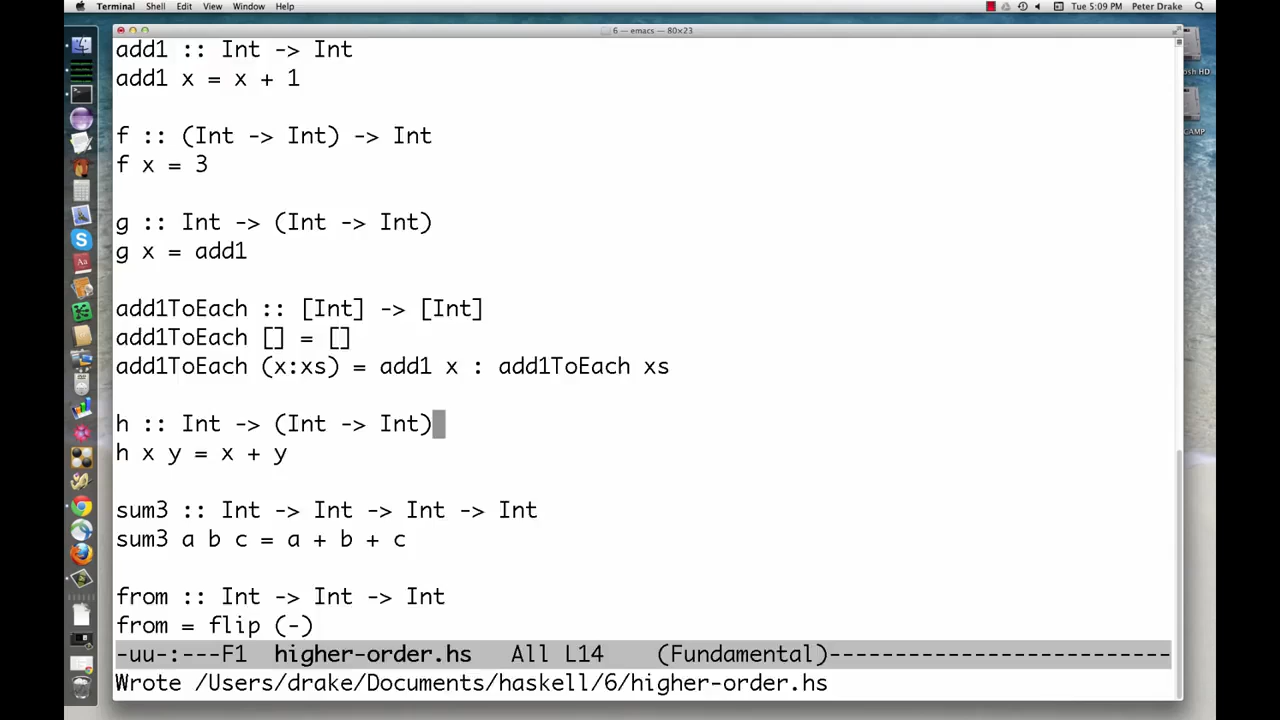 Terminal Shell Edit View Window Help Tue 5:09 PM Peter Drake
6 — emacs — 80×23
add1 :: Int -> Int
add1 x = x + 1
f :: (Int -> Int) -> Int
f x = 3
g :: Int -> (Int -> Int)
g x = add1
add1ToEach :: [Int] -> [Int]
add1ToEach [] = []
add1ToEach (x:xs) = add1 x : add1ToEach xs
h :: Int -> (Int -> Int)
h x y = x + y
sum3 :: Int -> Int -> Int -> Int
sum3 a b c = a + b + c
from :: Int -> Int -> Int
from = flip (-)
-uu-:---F1 higher-order.hs All L14 (Fundamental)--------------------------
Wrote /Users/drake/Documents/haskell/6/higher-order.hs